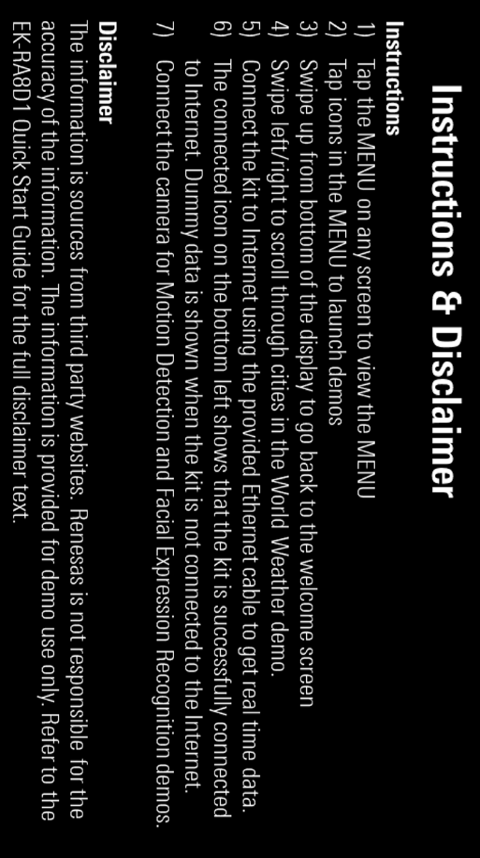 Instructions & Disclaimer
Instructions
1) Tap the MENU on any screen to view the MENU
2) Tap icons in the MENU to launch demos
3) Swipe up from bottom of the display to go back to the welcome screen
4) Swipe left/right to scroll through cities in the World Weather demo.
5) Connect the kit to Internet using the provided Ethernet cable to get real time data.
6) The connected icon on the bottom left shows that the kit is successfully connected
to Internet. Dummy data is shown when the kit is not connected to the Internet.
7) Connect the camera for Motion Detection and Facial Expression Recognition demos.
Disclaimer
The information is sources from third party websites. Renesas is not responsible for the
accuracy of the information. The information is provided for demo use only. Refer to the
EK-RA8D1 Quick Start Guide for the full disclaimer text.